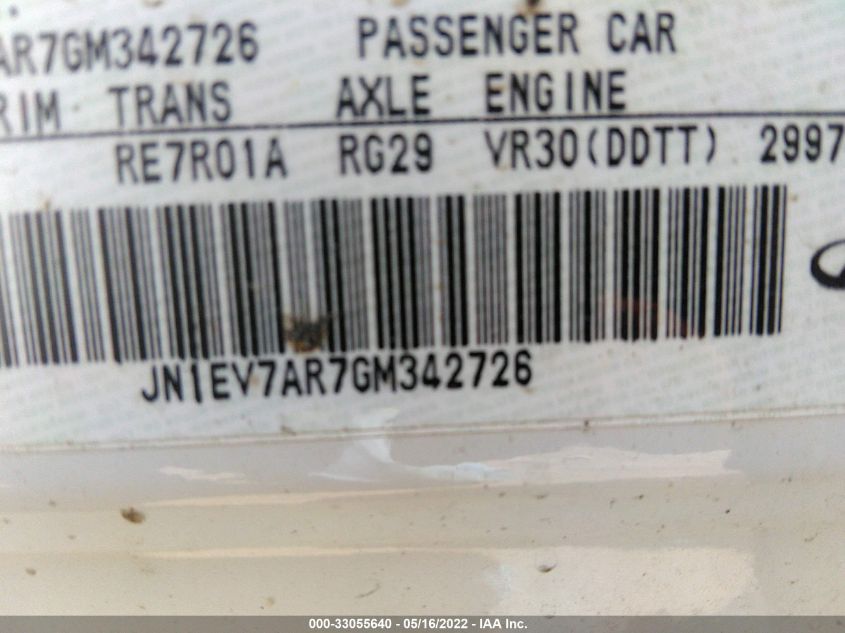 AR7GM342726 PASSENGER CAR
RIM TRANS AXLE ENGINE
RE7R01A RG29 VR30(DDTT) 2997
JN1EV7AR7GM342726
000-33055640 - 05/16/2022 - IAA Inc.